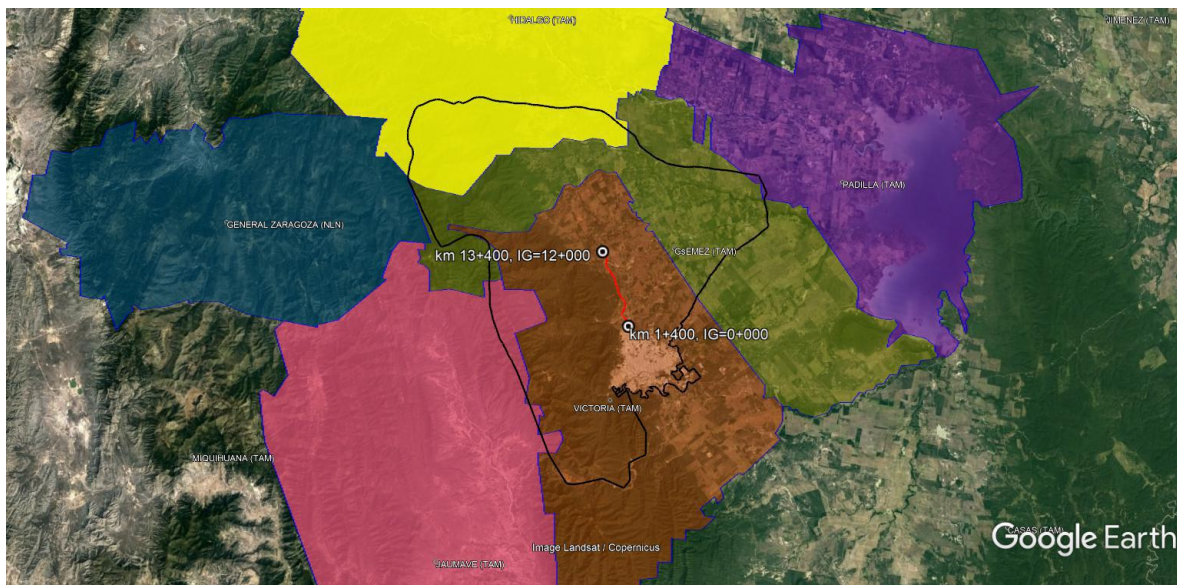 HIDALGO (TAM)
JIMENEZ (TAM)
PADILLA (TAM)
GENERAL ZARAGOZA (NLN)
GsEMEZ (TAM)
km 13+400, IG=12+000
km 1+400, IG=0+000
VICTORIA (TAM)
MIQUIHUANA (TAM)
CASAS (TAM)
Google Earth
Image Landsat / Copernicus
JAUMAVE (TAM)